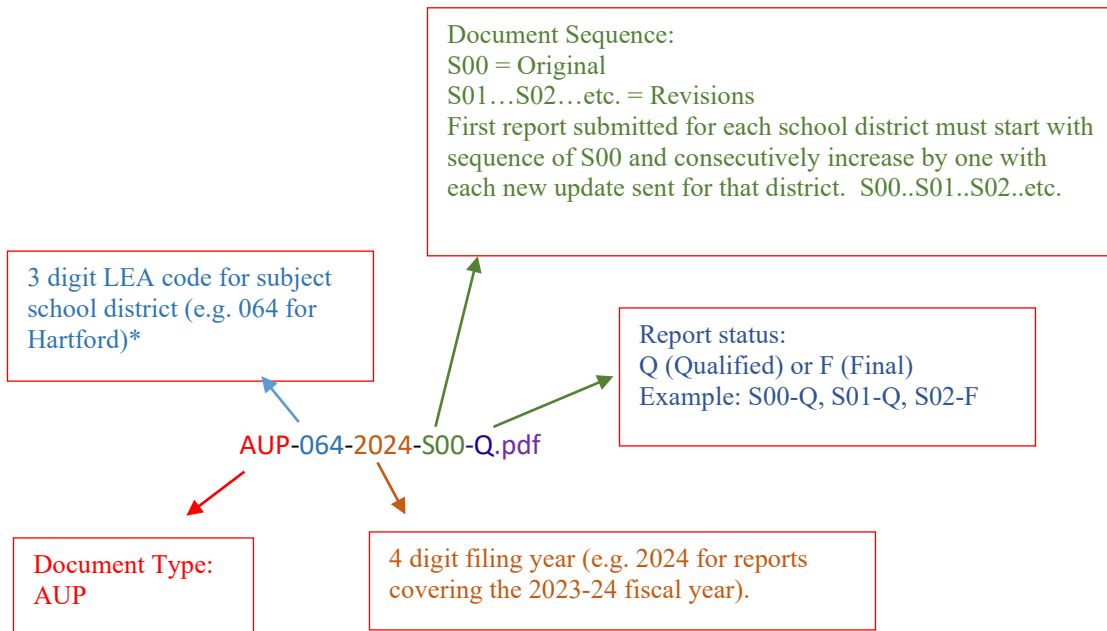 Document Sequence:
S00 = Original
S01…S02…etc. = Revisions
First report submitted for each school district must start with
sequence of S00 and consecutively increase by one with
each new update sent for that district.  S00..S01..S02..etc.
3 digit LEA code for subject
school district (e.g. 064 for
Hartford)*
Report status:
Q (Qualified) or F (Final)
Example: S00-Q, S01-Q, S02-F
AUP-064-2024-S00-Q.pdf
Document Type:
AUP
4 digit filing year (e.g. 2024 for reports
covering the 2023-24 fiscal year).